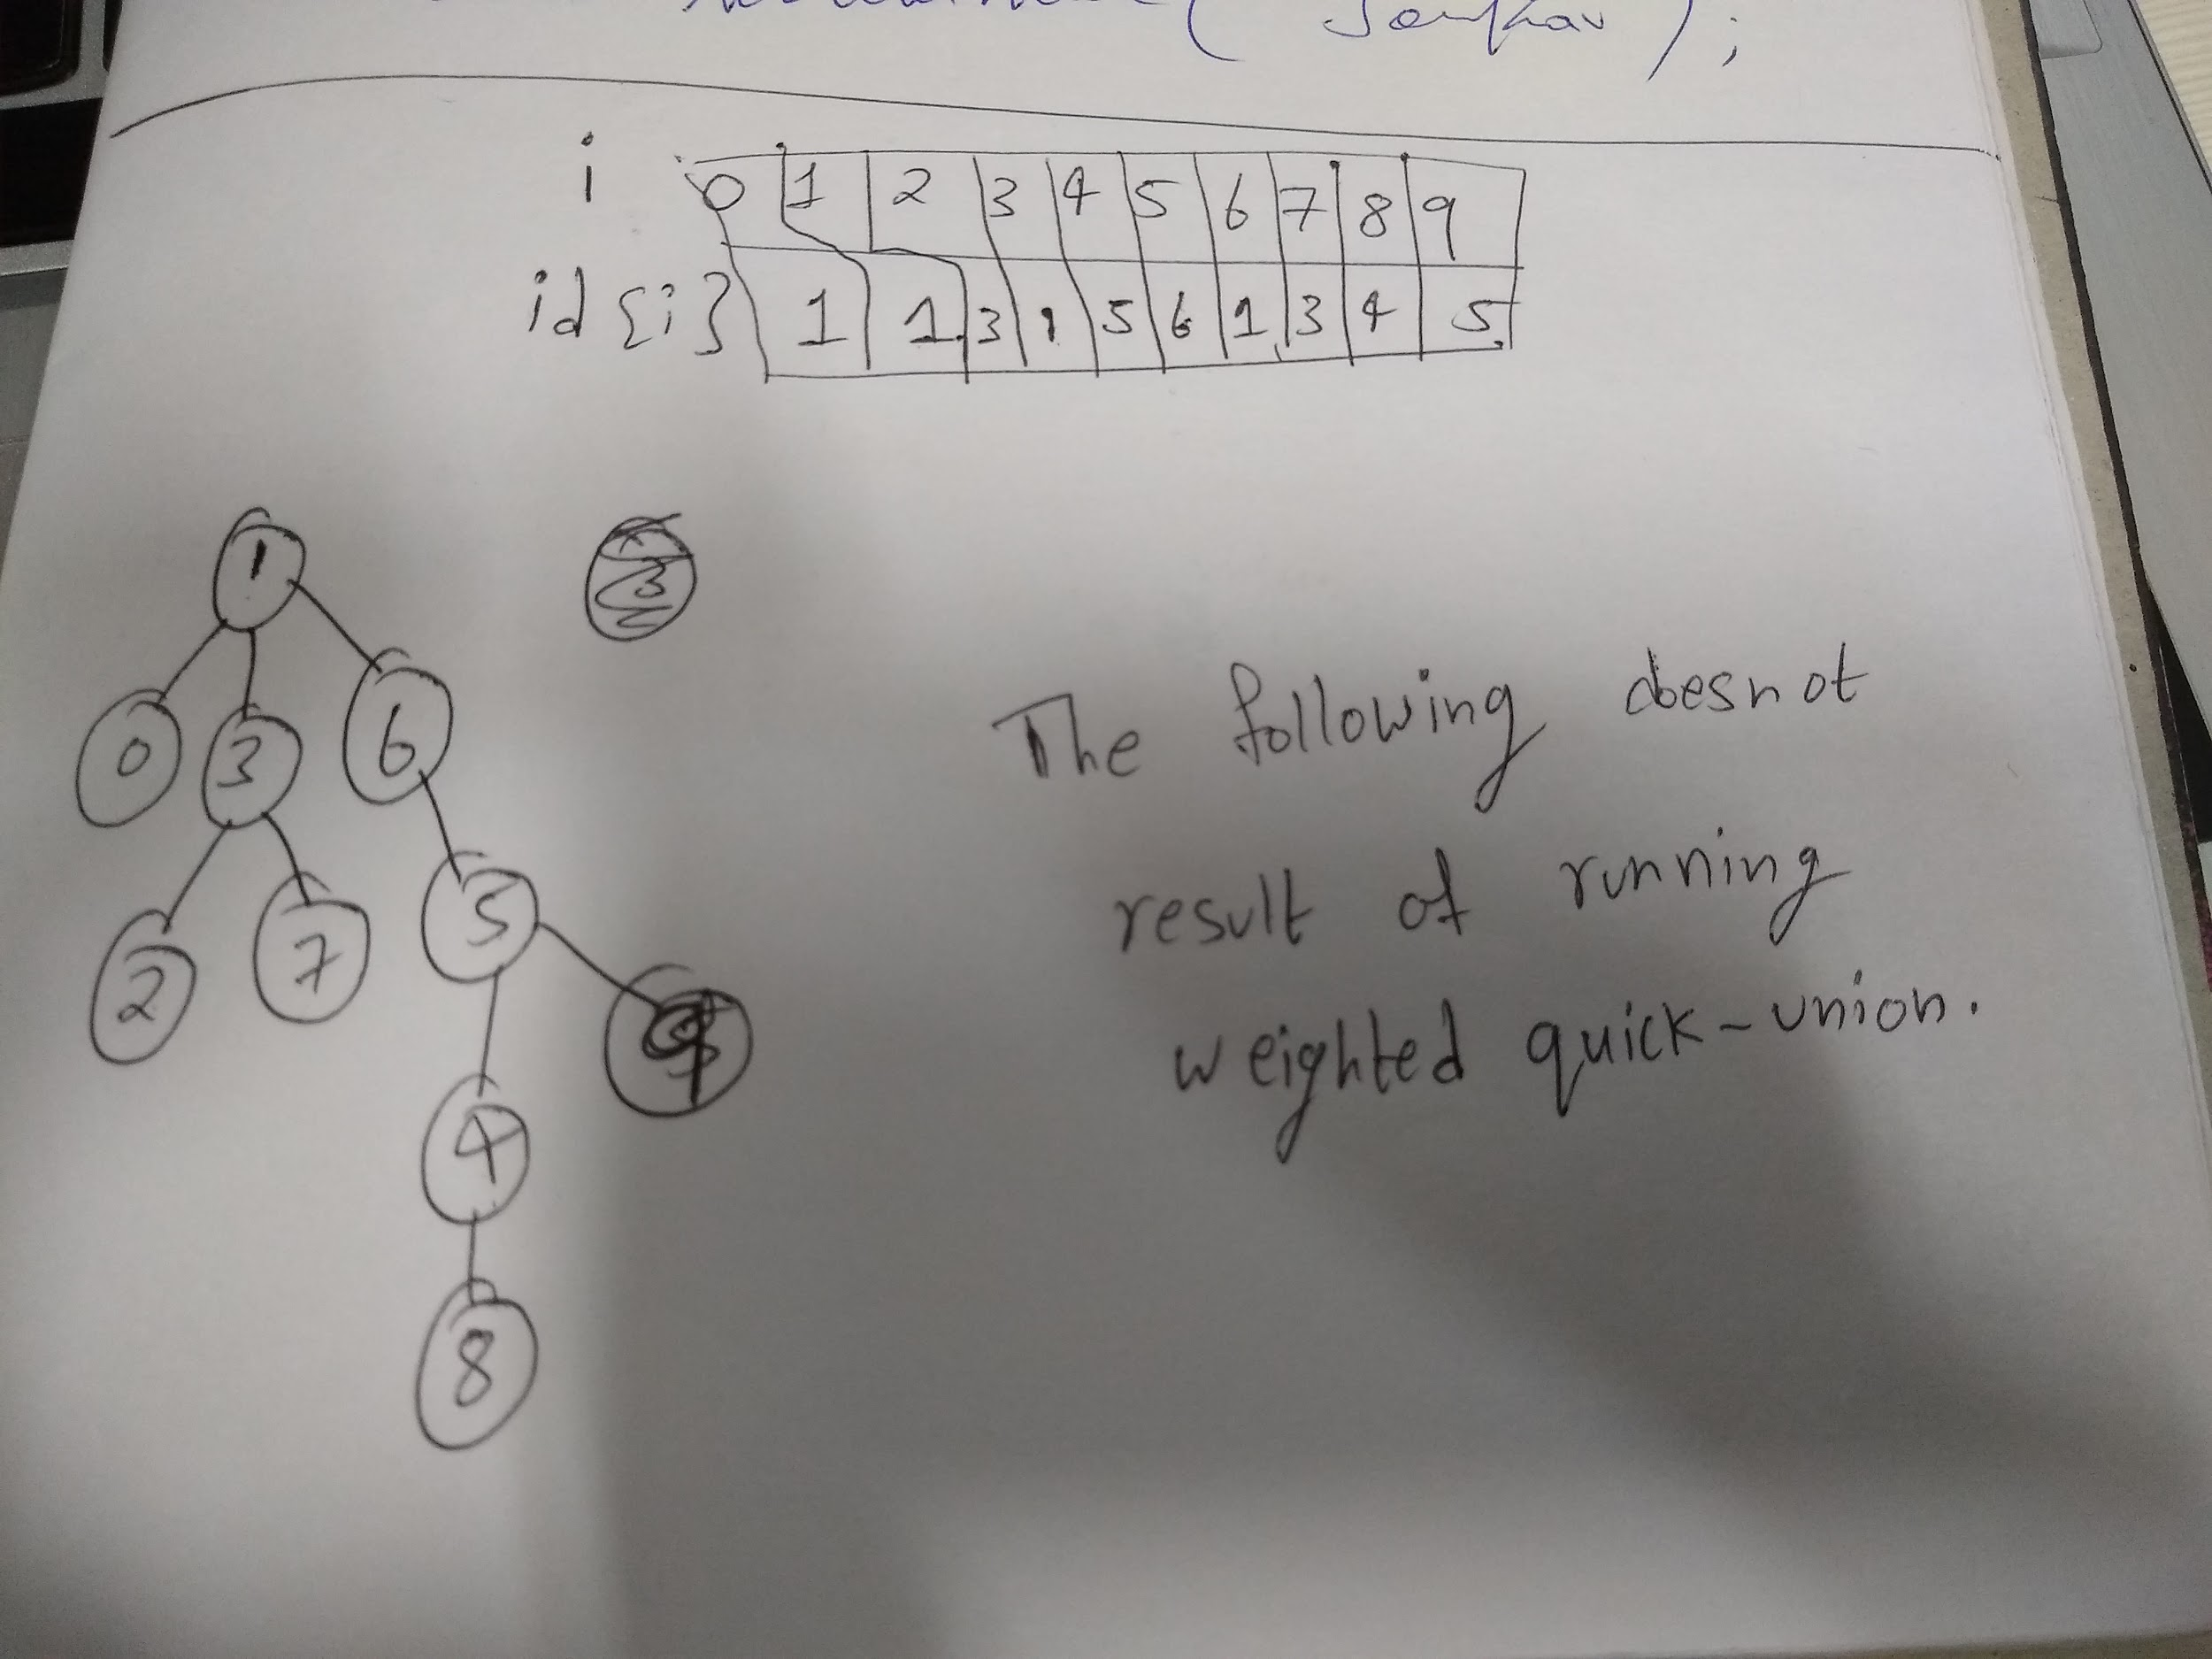 ( );
i 0 1 2 3 4 5 6 7 8 9
id {i} 1 1 3 1 5 6 1 3 4 5
1
0 3 6
2 7 5
4
8
The following doesnot
result of running
weighted quick-union.